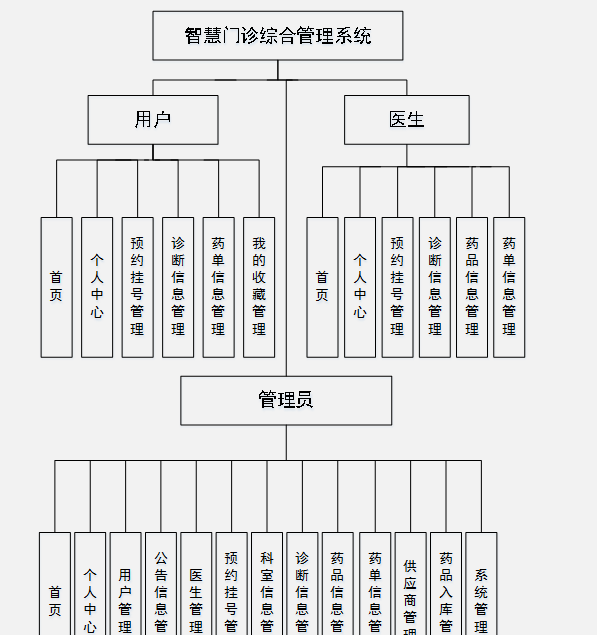 智慧门诊综合管理系统
用户
医生
首页
个人中心
预约挂号管理
诊断信息管理
药单信息管理
我的收藏管理
首页
个人中心
预约挂号管理
诊断信息管理
药品信息管理
药单信息管理
管理员
首页
个人中心
用户管理
公告信息管
医生管理
预约挂号管
科室信息管
诊断信息管
药品信息管
药单信息管
供应商管理
药品入库管
系统管理